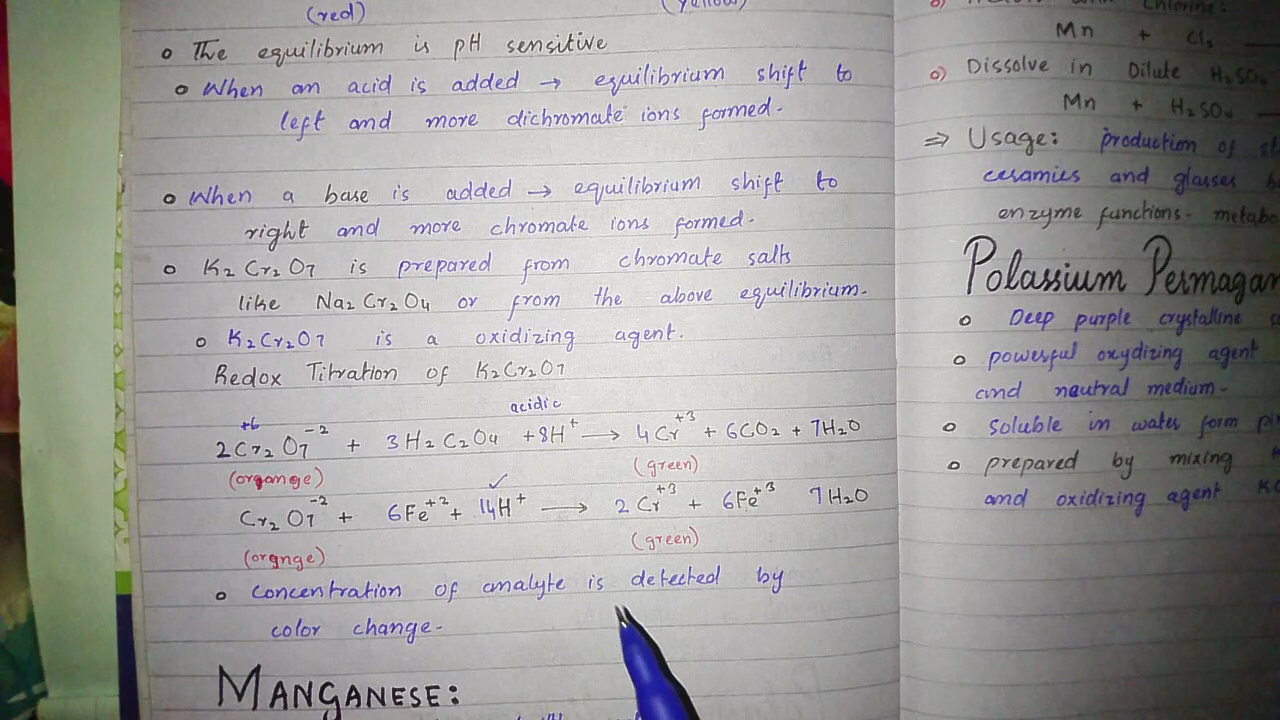 (red)
(yellow)
o The equilibrium is pH sensitive
o When an acid is added → equilibrium shift to
left and more dichromate ions formed.
o When a base is added → equilibrium shift to
right and more chromate ions formed.
o K₂Cr₂O7 is prepared from chromate salts
like Na₂Cr₂O₄ or from the above equilibrium.
o K₂Cr₂O7 is a oxidizing agent.
Redox Titration of K₂Cr₂O7
acidic
+6
2Cr₂O7⁻² + 3H₂C₂O₄ + 8H⁺ → 4Cr⁺³ + 6CO₂ + 7H₂O
(organge) (green)
Cr₂O7⁻² + 6Fe⁺² + 14H⁺ → 2Cr⁺³ + 6Fe⁺³ 7H₂O
(orgnge) (green)
o concentration of analyte is detected by
color change.
MANGANESE:
o) with Chlorine:
Mn + Cl₂
o) Dissolve in Dilute H₂SO₄
Mn + H₂SO₄
⇒ Usage: production of
ceramics and glasses
enzyme functions-
Polassium
o Deep purple crystalline
o powerful oxydizing agent
and neutral medium-
o soluble in water form
o prepared by mixing
and oxidizing agent